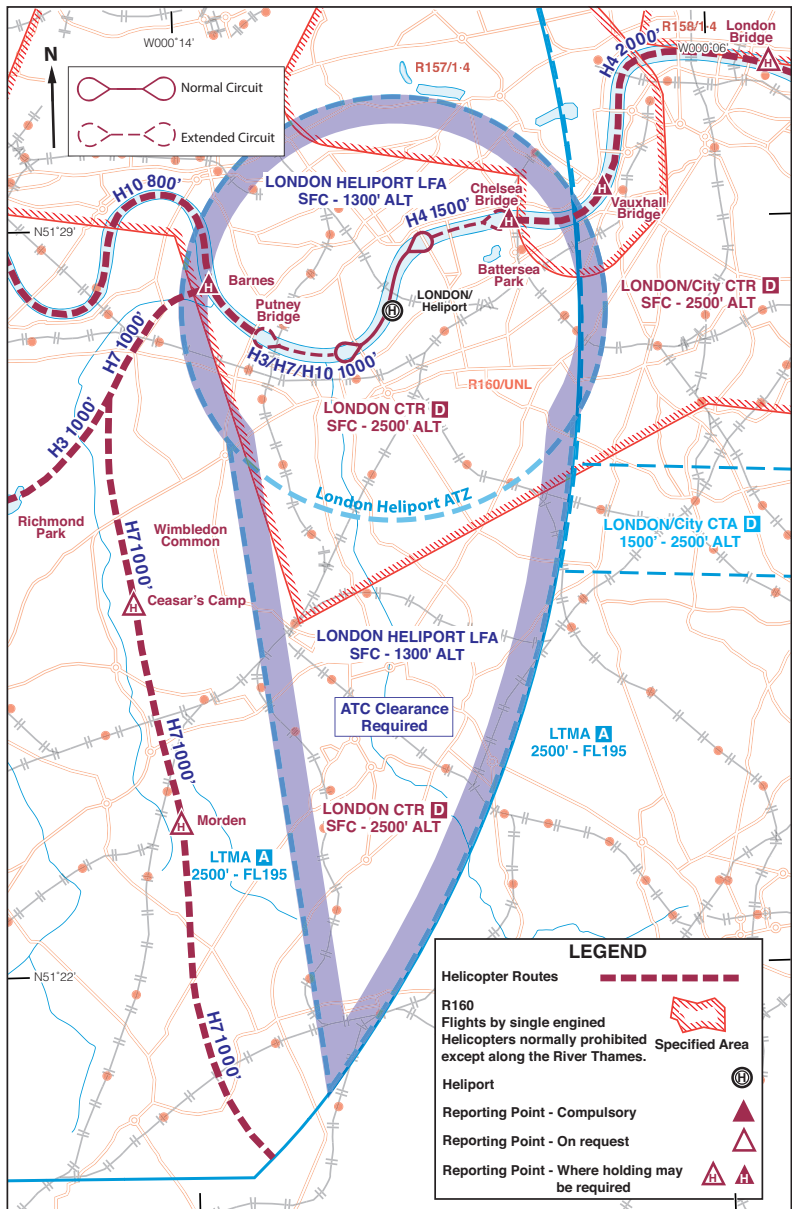 W000°14'
R158/1·4
London
Bridge
W000°06'
H4 2000'
N
Normal Circuit
Extended Circuit
R157/1·4
H10 800'
LONDON HELIPORT LFA
SFC - 1300' ALT
Chelsea
Bridge
H4 1500'
Vauxhall
Bridge
N51°29'
Battersea
Park
Barnes
Putney
Bridge
LONDON/
Heliport
H
LONDON/City CTR D
SFC - 2500' ALT
H7 1000'
H3/H7/H10 1000'
R160/UNL
H3 1000'
LONDON CTR D
SFC - 2500' ALT
London Heliport ATZ
Richmond
Park
Wimbledon
Common
H7 1000'
LONDON/City CTA D
1500' - 2500' ALT
Ceasar's Camp
LONDON HELIPORT LFA
SFC - 1300' ALT
ATC Clearance
Required
H7 1000'
LTMA A
2500' - FL195
LONDON CTR D
SFC - 2500' ALT
Morden
LTMA A
2500' - FL195
N51°22'
H7 1000'
LEGEND
Helicopter Routes
R160
Flights by single engined
Helicopters normally prohibited
except along the River Thames.
Specified Area
Heliport
H
Reporting Point - Compulsory
Reporting Point - On request
Reporting Point - Where holding may
be required
H H